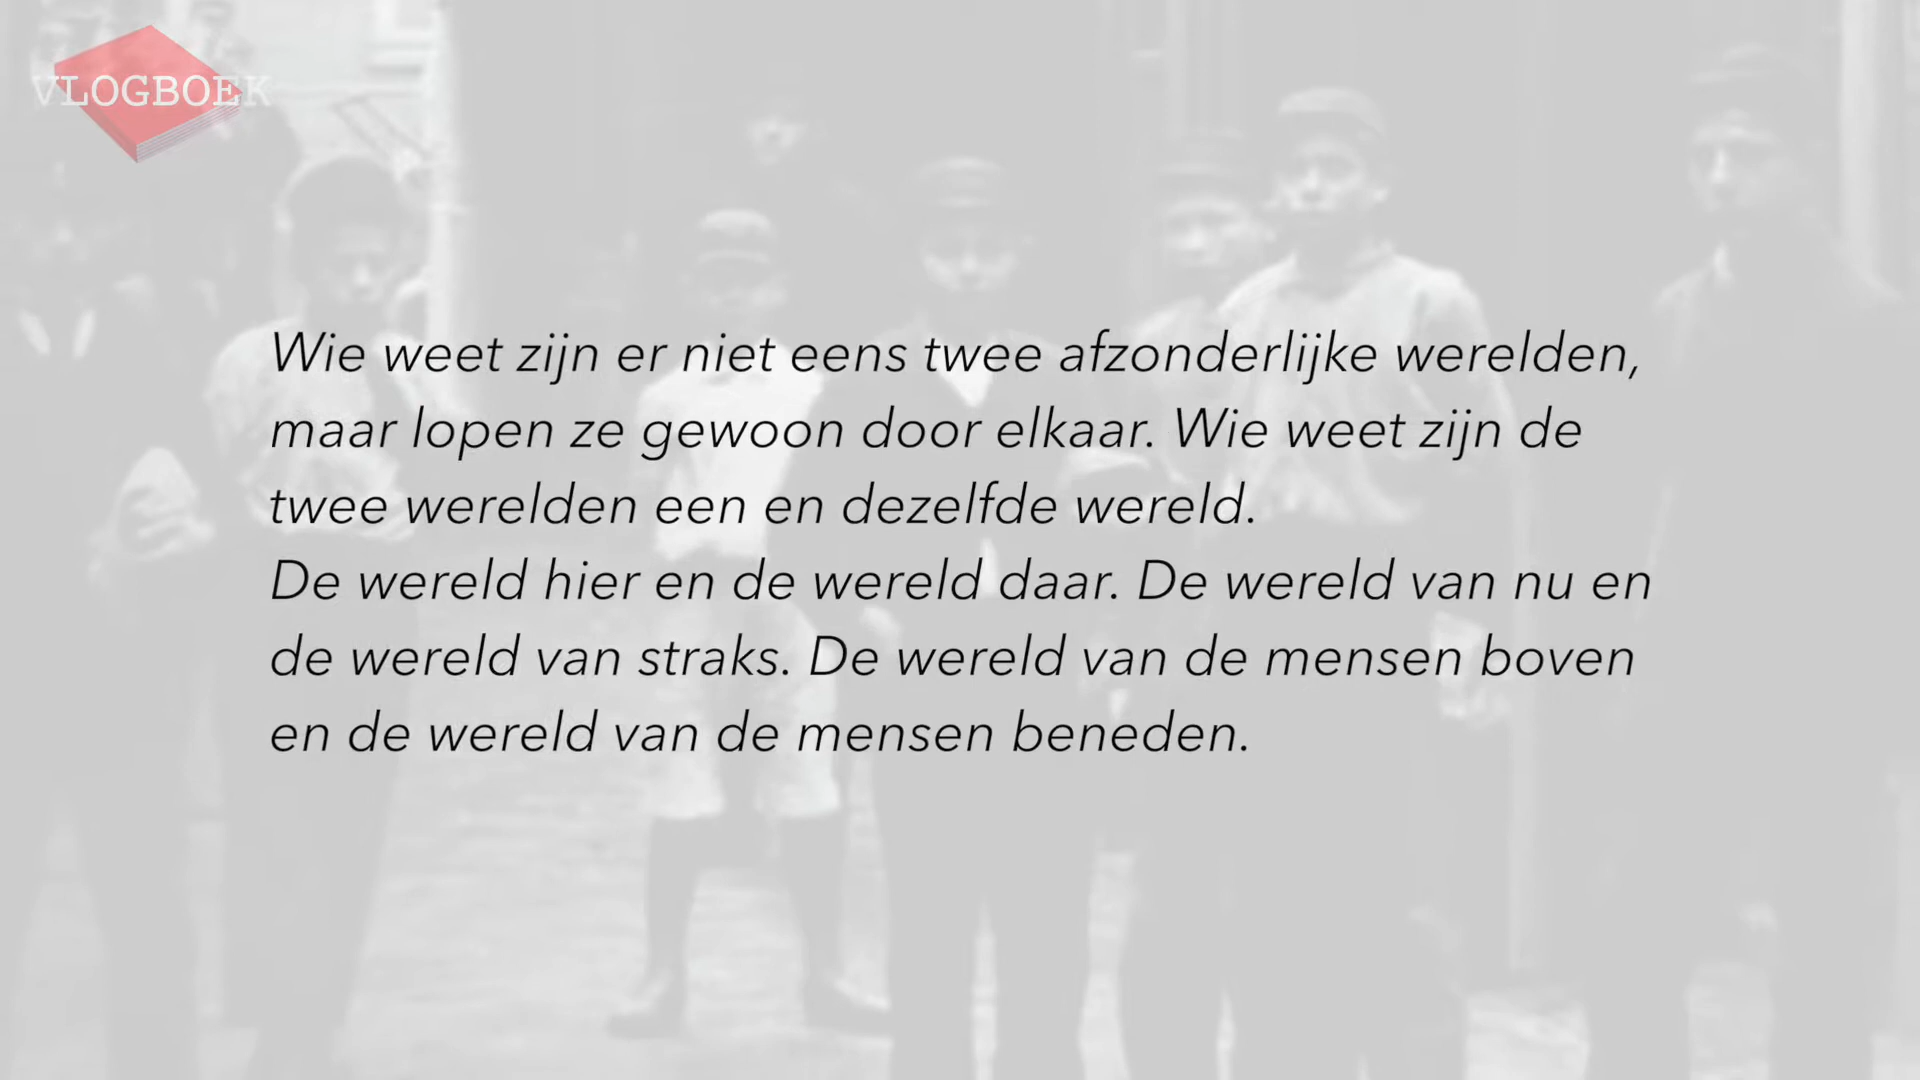 VLOGBOEK
Wie weet zijn er niet eens twee afzonderlijke werelden,
maar lopen ze gewoon door elkaar. Wie weet zijn de
twee werelden een en dezelfde wereld.
De wereld hier en de wereld daar. De wereld van nu en
de wereld van straks. De wereld van de mensen boven
en de wereld van de mensen beneden.